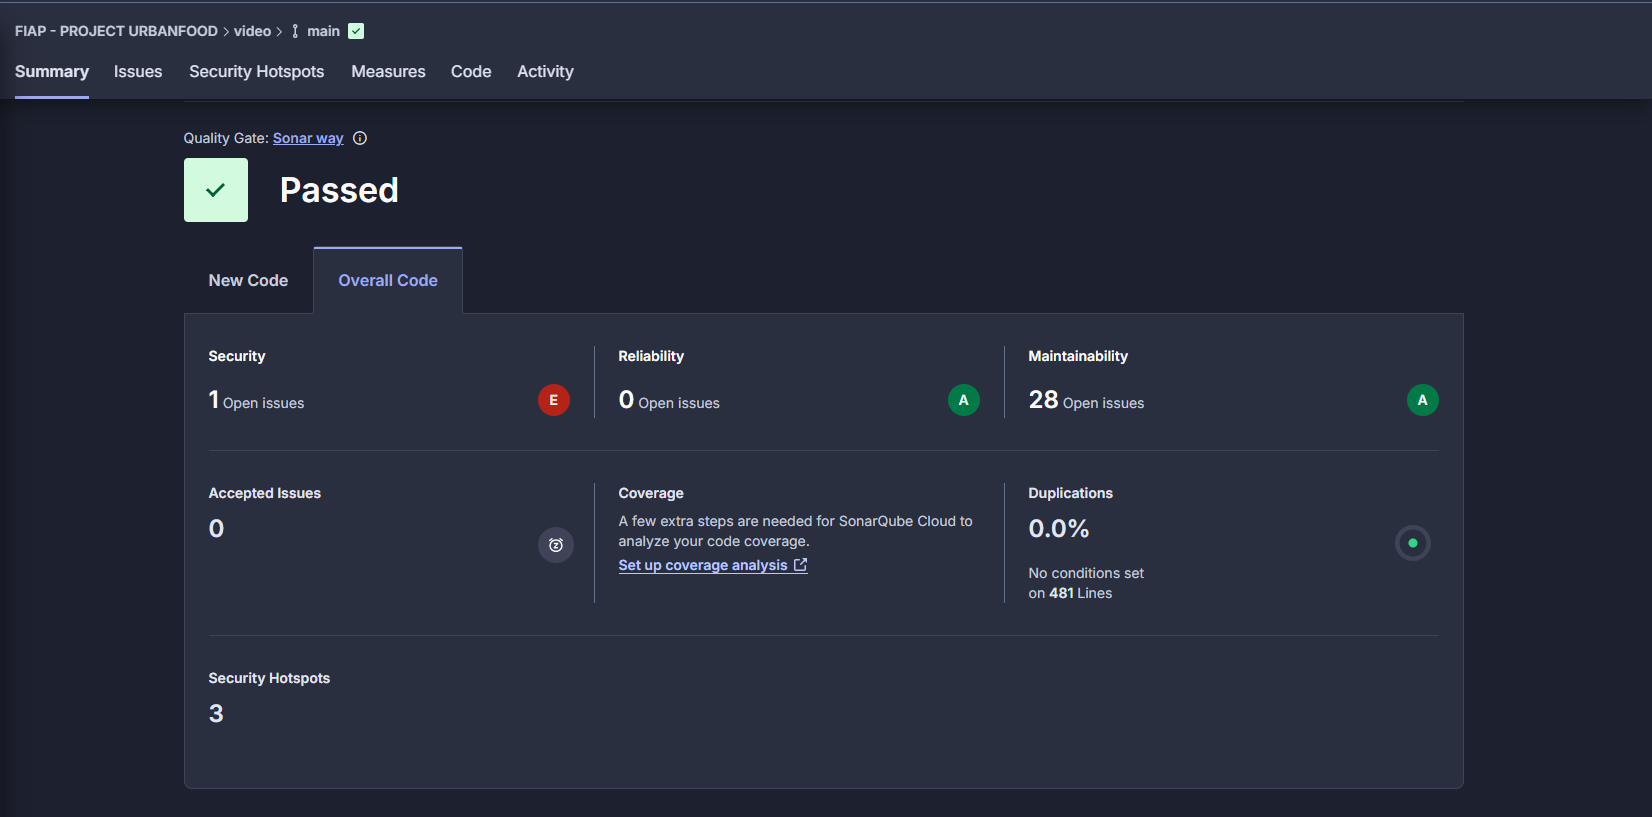 FIAP - PROJECT URBANFOOD > video > main
Summary Issues Security Hotspots Measures Code Activity
Quality Gate: Sonar way
Passed
New Code Overall Code
Security
1 Open issues
E
Reliability
0 Open issues
A
Maintainability
28 Open issues
A
Accepted Issues
0
Coverage
A few extra steps are needed for SonarQube Cloud to
analyze your code coverage.
Set up coverage analysis
Duplications
0.0%
No conditions set
on 481 Lines
Security Hotspots
3